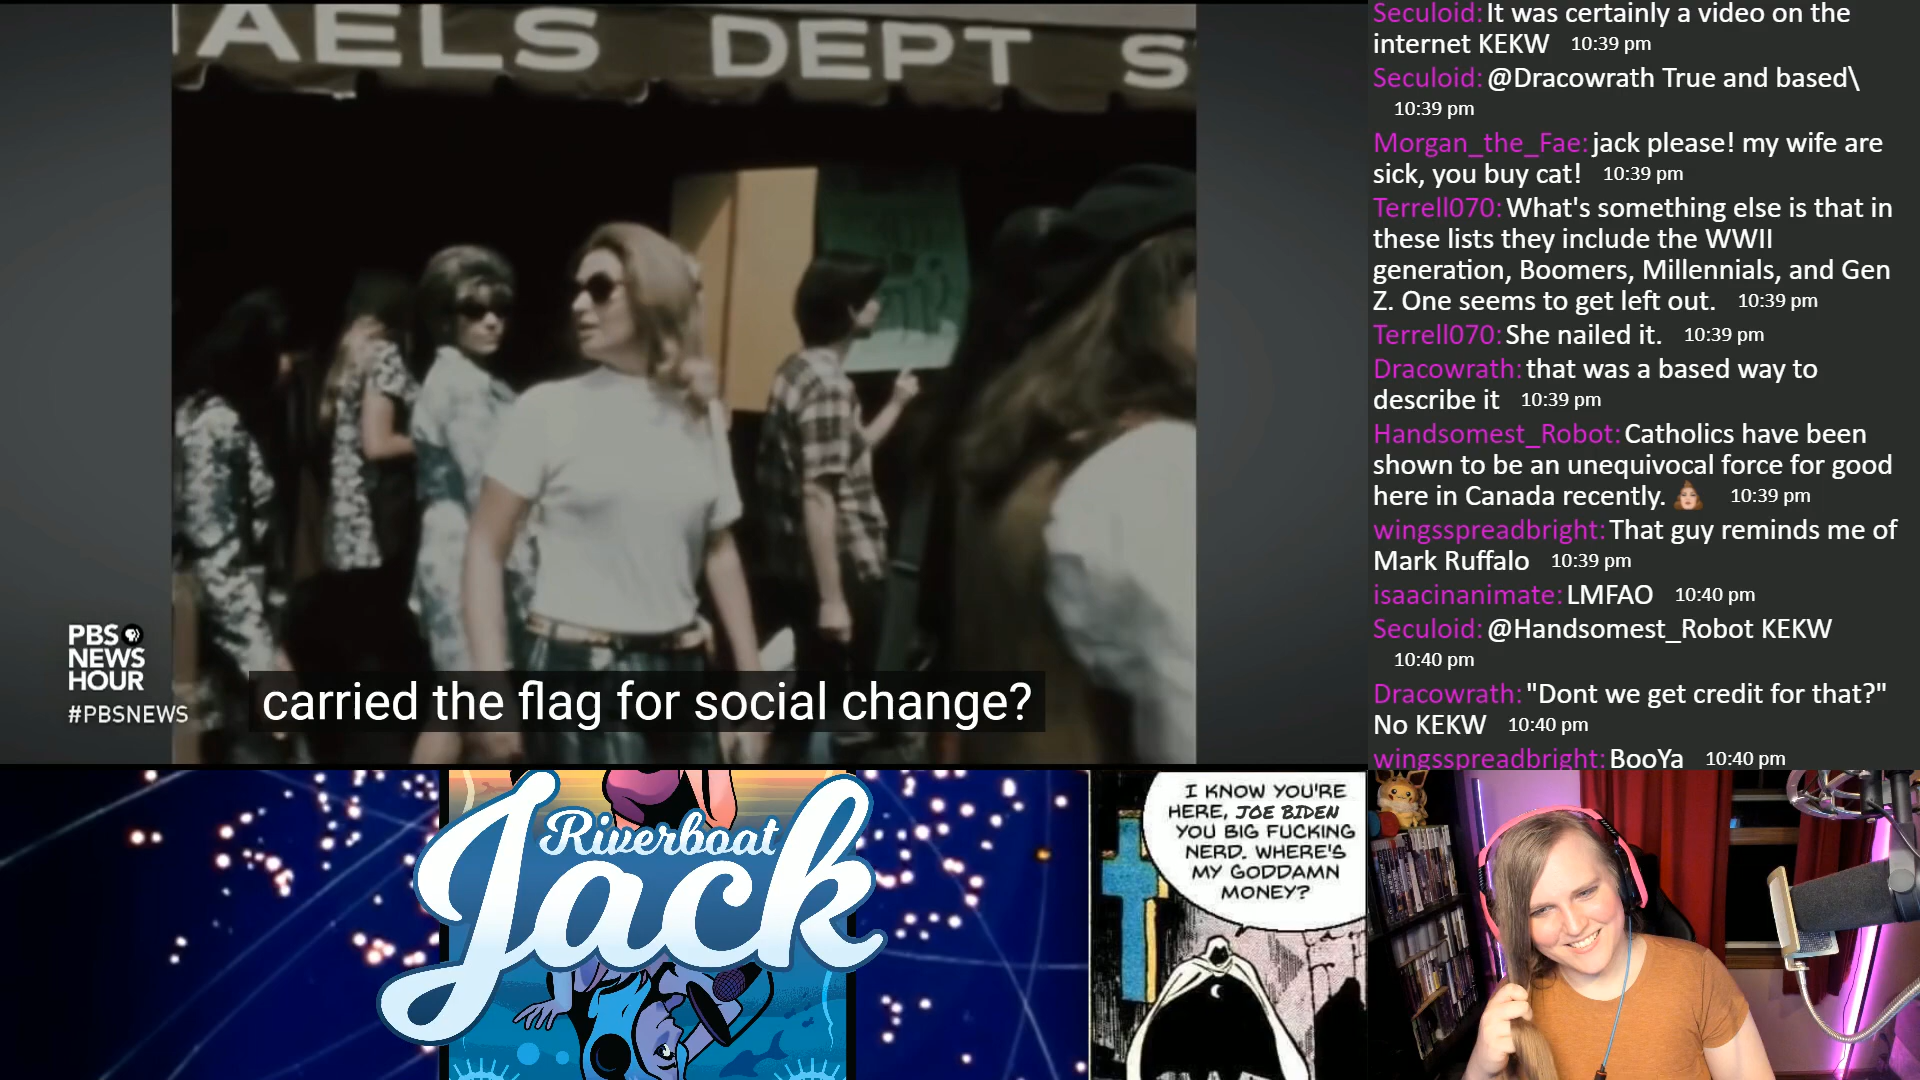 AELS DEPT S
PBS
NEWS
HOUR
#PBSNEWS
carried the flag for social change?
Seculoid: It was certainly a video on the
internet KEKW 10:39 pm
Seculoid: @Dracowrath True and based\
10:39 pm
Morgan_the_Fae: jack please! my wife are
sick, you buy cat! 10:39 pm
Terrell070: What's something else is that in
these lists they include the WWII
generation, Boomers, Millennials, and Gen
Z. One seems to get left out. 10:39 pm
Terrell070: She nailed it. 10:39 pm
Dracowrath: that was a based way to
describe it 10:39 pm
Handsomest_Robot: Catholics have been
shown to be an unequivocal force for good
here in Canada recently. 10:39 pm
wingsspreadbright: That guy reminds me of
Mark Ruffalo 10:39 pm
isaacinanimate: LMFAO 10:40 pm
Seculoid: @Handsomest_Robot KEKW
10:40 pm
Dracowrath: "Dont we get credit for that?"
No KEKW 10:40 pm
wingsspreadbright: BooYa 10:40 pm
Riverboat
Jack
I KNOW YOU'RE
HERE, JOE BIDEN
YOU BIG FUCKING
NERD. WHERE'S
MY GODDAMN
MONEY?